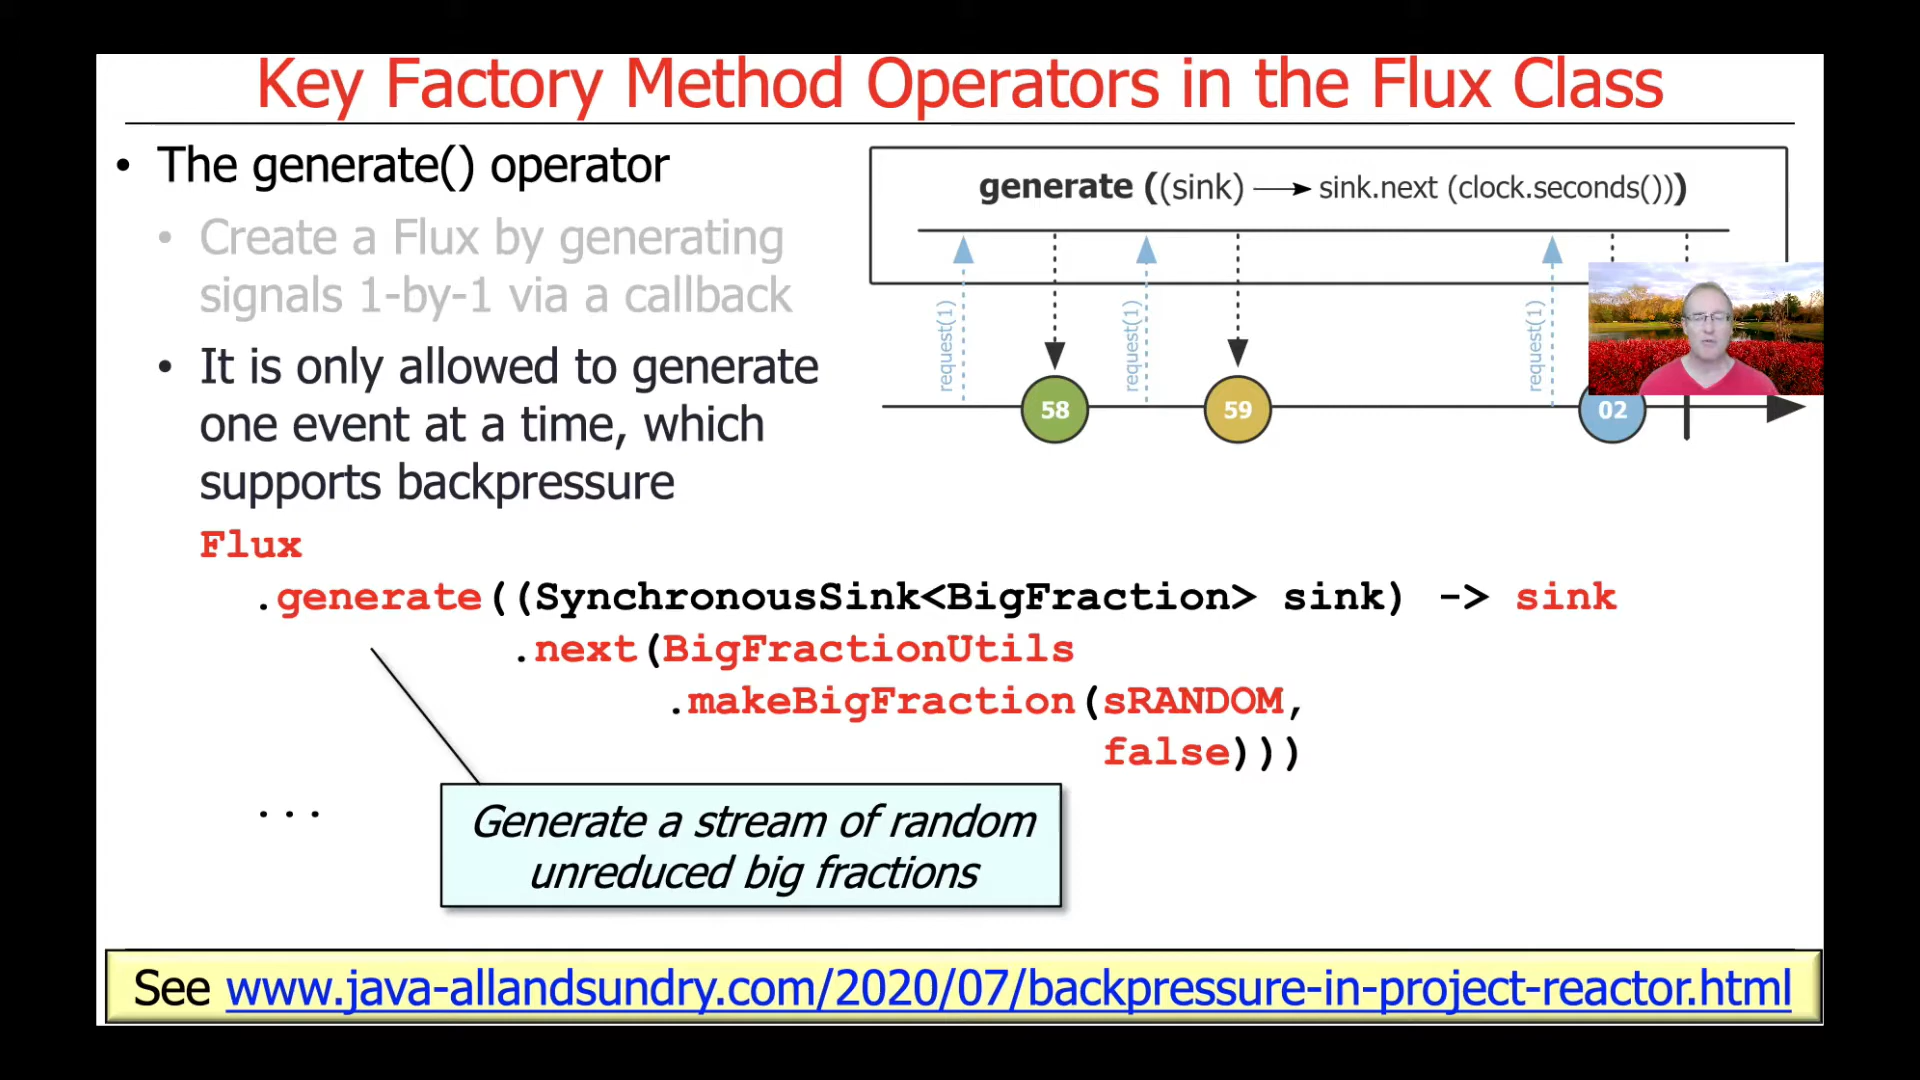 Key Factory Method Operators in the Flux Class
• The generate() operator
• Create a Flux by generating
signals 1-by-1 via a callback
• It is only allowed to generate
one event at a time, which
supports backpressure
generate ((sigk) → sink.next (clock.seconds()))
request(1)
request(1)
request(1)
58
59
02
Flux
.generate((SynchronousSink<BigFraction> sink) -> sink
.next(BigFractionUtils
.makeBigFraction(sRANDOM,
false)))
...
Generate a stream of random
unreduced big fractions
See www.java-allandsundry.com/2020/07/backpressure-in-project-reactor.html